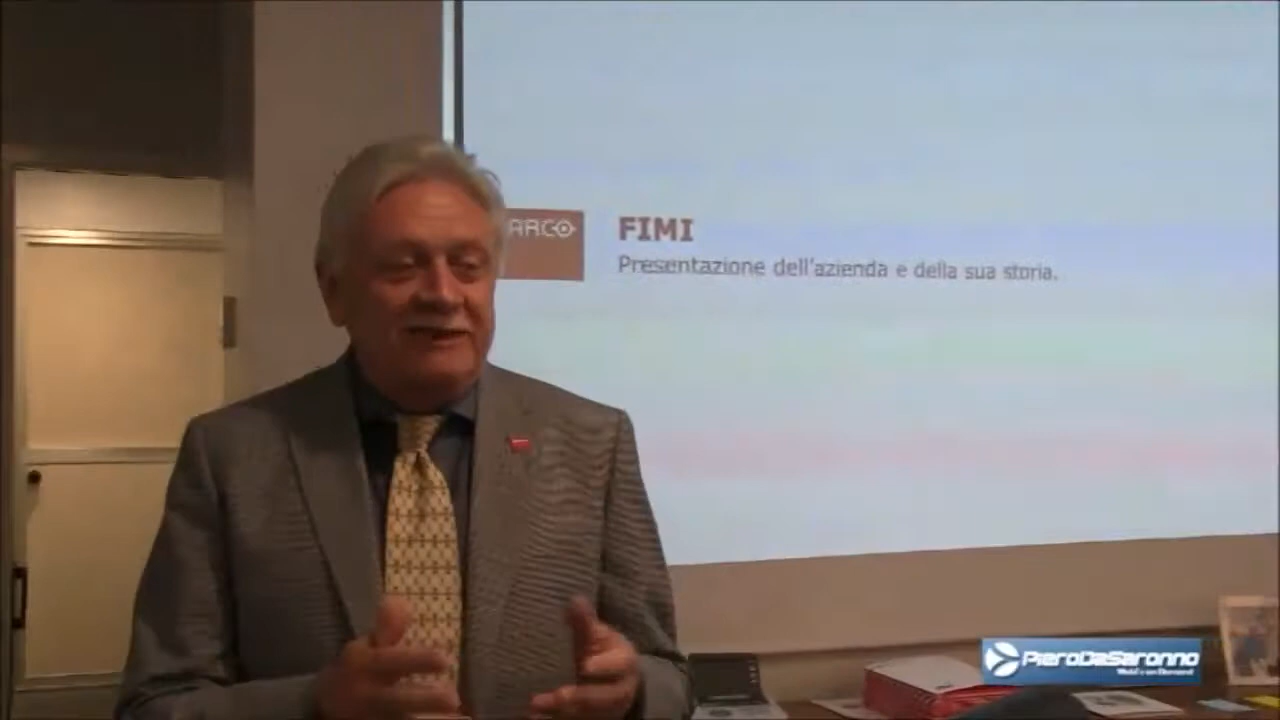 ARCO
FIMI
Presentazione dell'azienda e della sua storia.
PieroDaSaronno